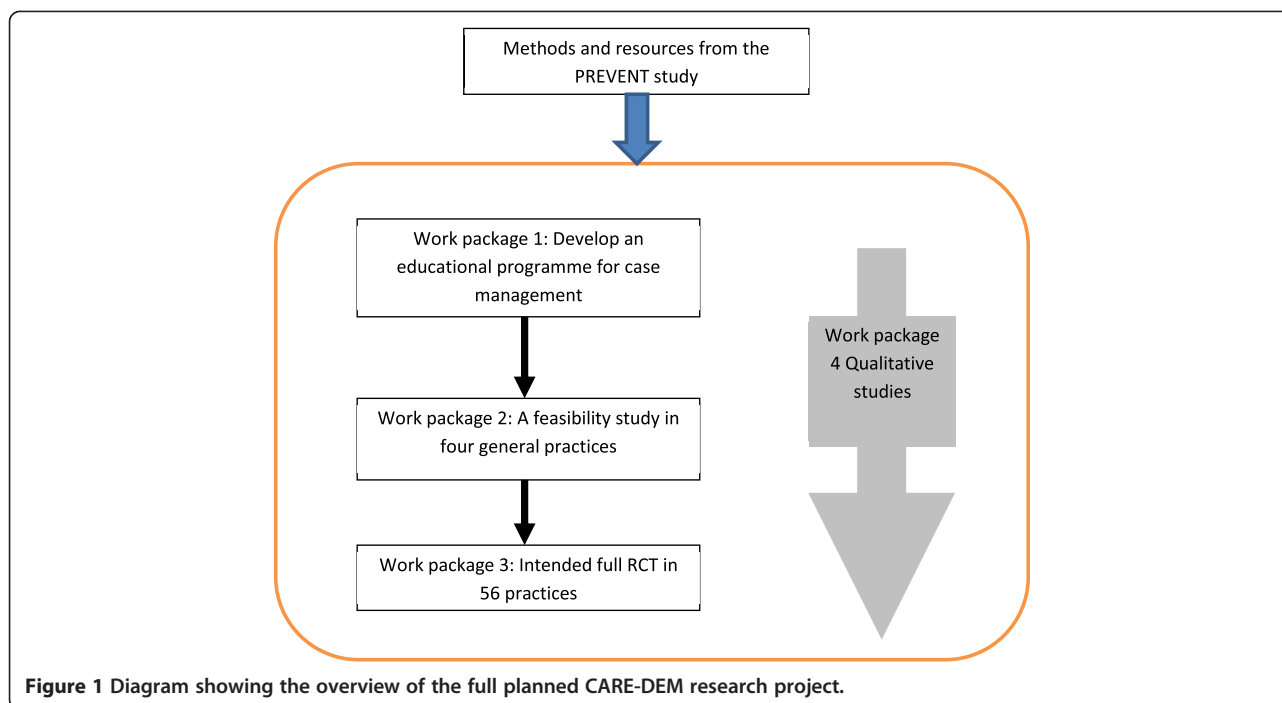 Methods and resources from the
PREVENT study
Work package 1: Develop an
educational programme for case
management
Work package 2: A feasibility study in
four general practices
Work package 3: Intended full RCT in
56 practices
Work package
4 Qualitative
studies
Figure 1 Diagram showing the overview of the full planned CARE-DEM research project.